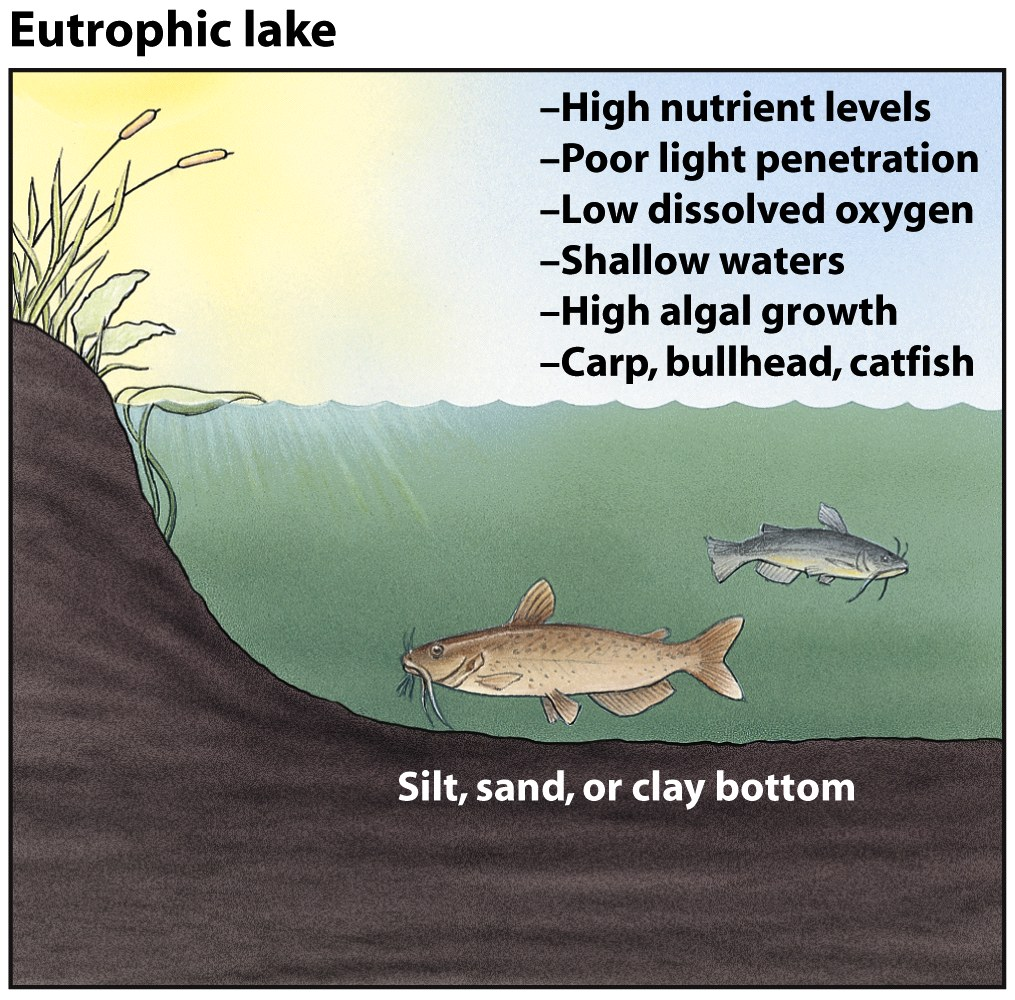 Eutrophic lake
–High nutrient levels
–Poor light penetration
–Low dissolved oxygen
–Shallow waters
–High algal growth
–Carp, bullhead, catfish
Silt, sand, or clay bottom